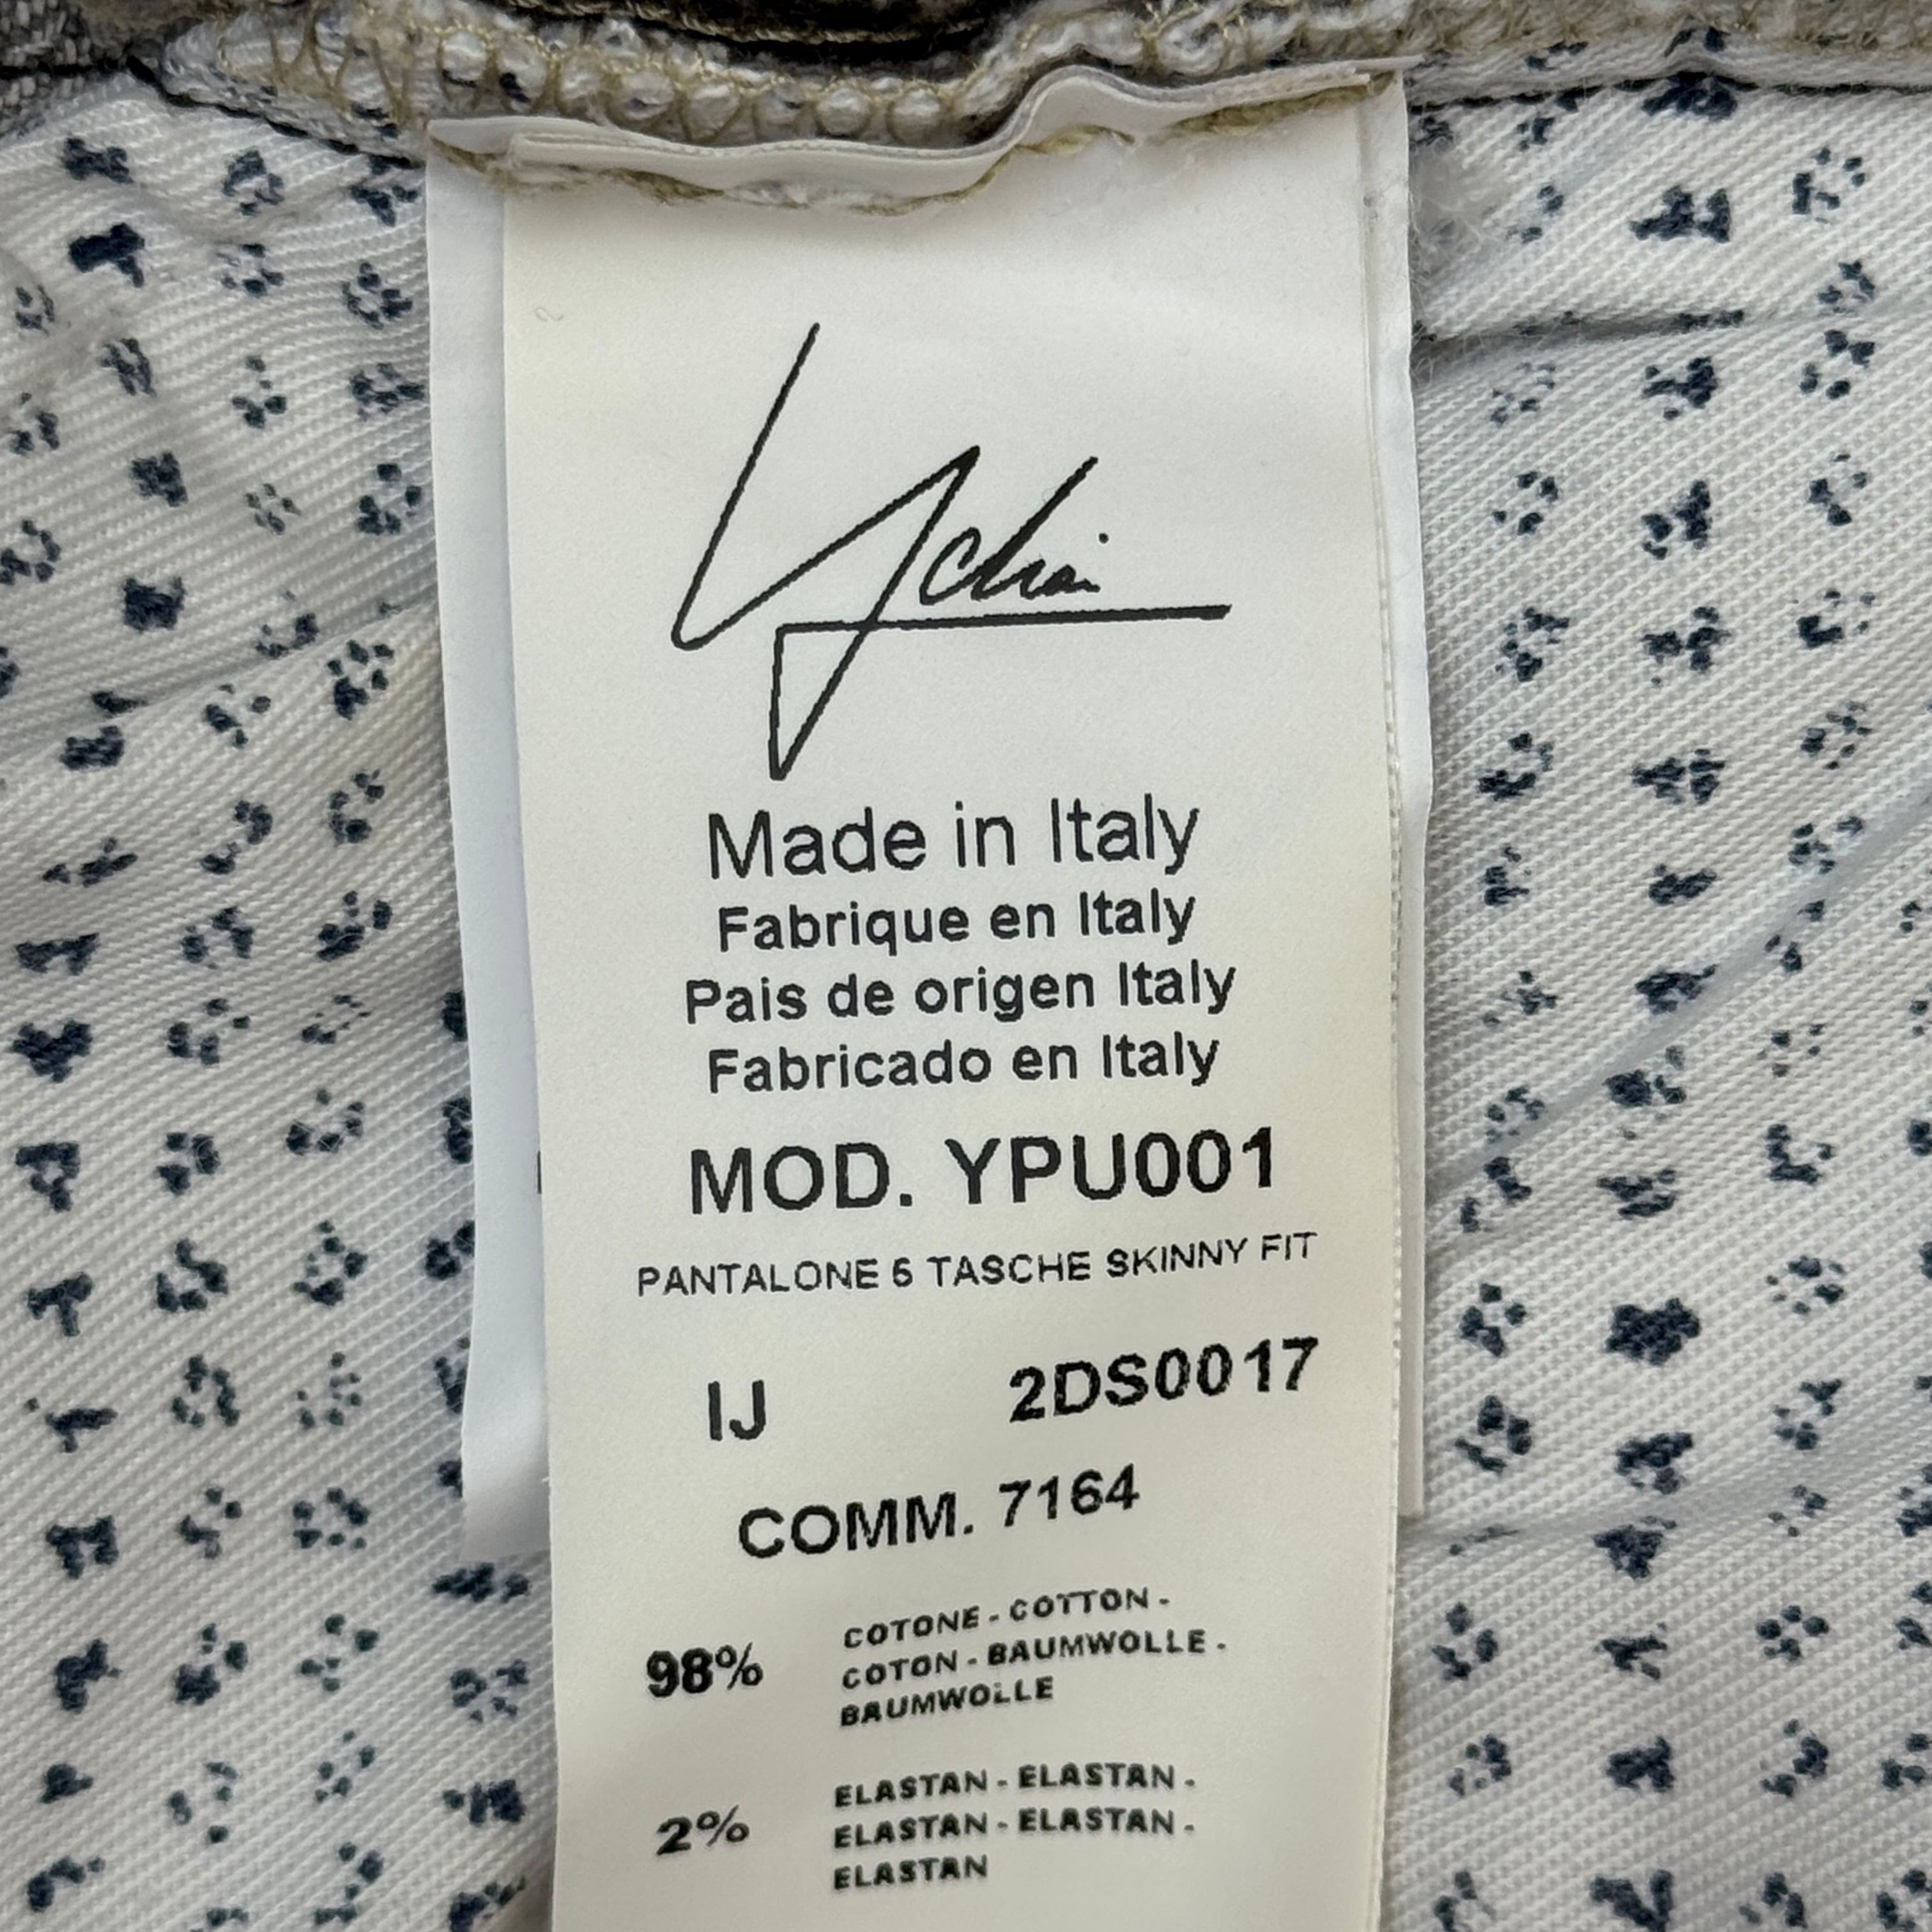 Made in Italy
Fabrique en Italy
Pais de origen Italy
Fabricado en Italy
MOD. YPU001
PANTALONE 5 TASCHE SKINNY FIT
IJ 2DS0017
COMM. 7164
98% COTONE - COTTON -
COTON - BAUMWOLLE -
BAUMWOLLE
2% ELASTAN - ELASTAN -
ELASTAN - ELASTAN -
ELASTAN